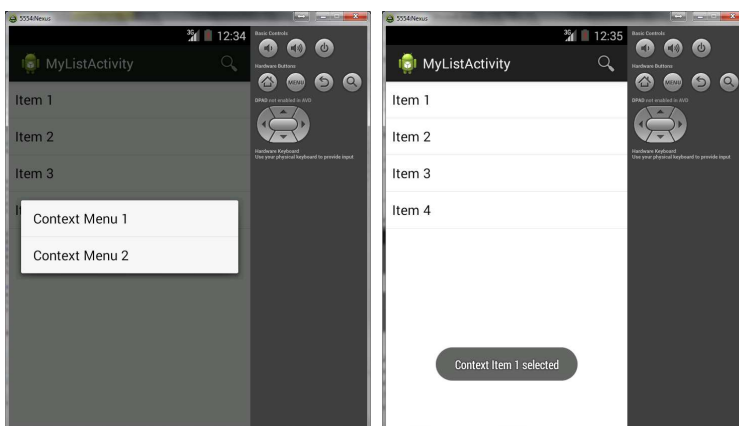 5554:Nexus
3G 12:34
MyListActivity
Item 1
Item 2
Item 3
Context Menu 1
Context Menu 2
Basic Controls
Hardware Buttons
MENU
DPAD not enabled in AVD
Hardware Keyboard
Use your physical keyboard to provide input
5554:Nexus
3G 12:35
MyListActivity
Item 1
Item 2
Item 3
Item 4
Context Item 1 selected
Basic Controls
Hardware Buttons
MENU
DPAD not enabled in AVD
Hardware Keyboard
Use your physical keyboard to provide input